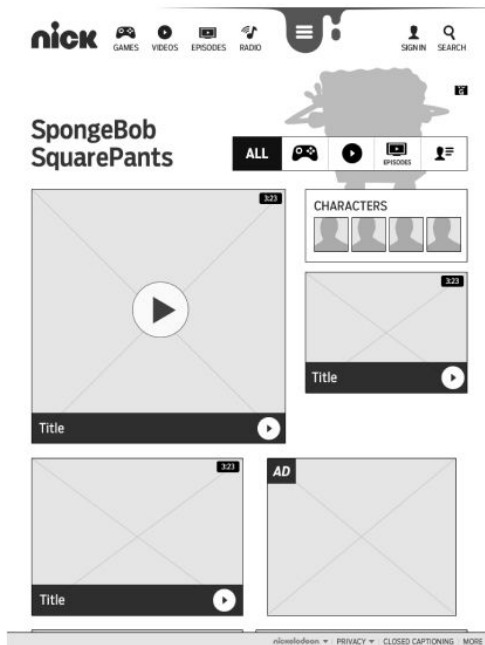 nick
GAMES VIDEOS EPISODES RADIO SIGN IN SEARCH
SpongeBob
SquarePants
ALL EPISODES
3:23
CHARACTERS
3:23
Title
Title
3:23
AD
Title
nickelodeon PRIVACY CLOSED CAPTIONING MORE